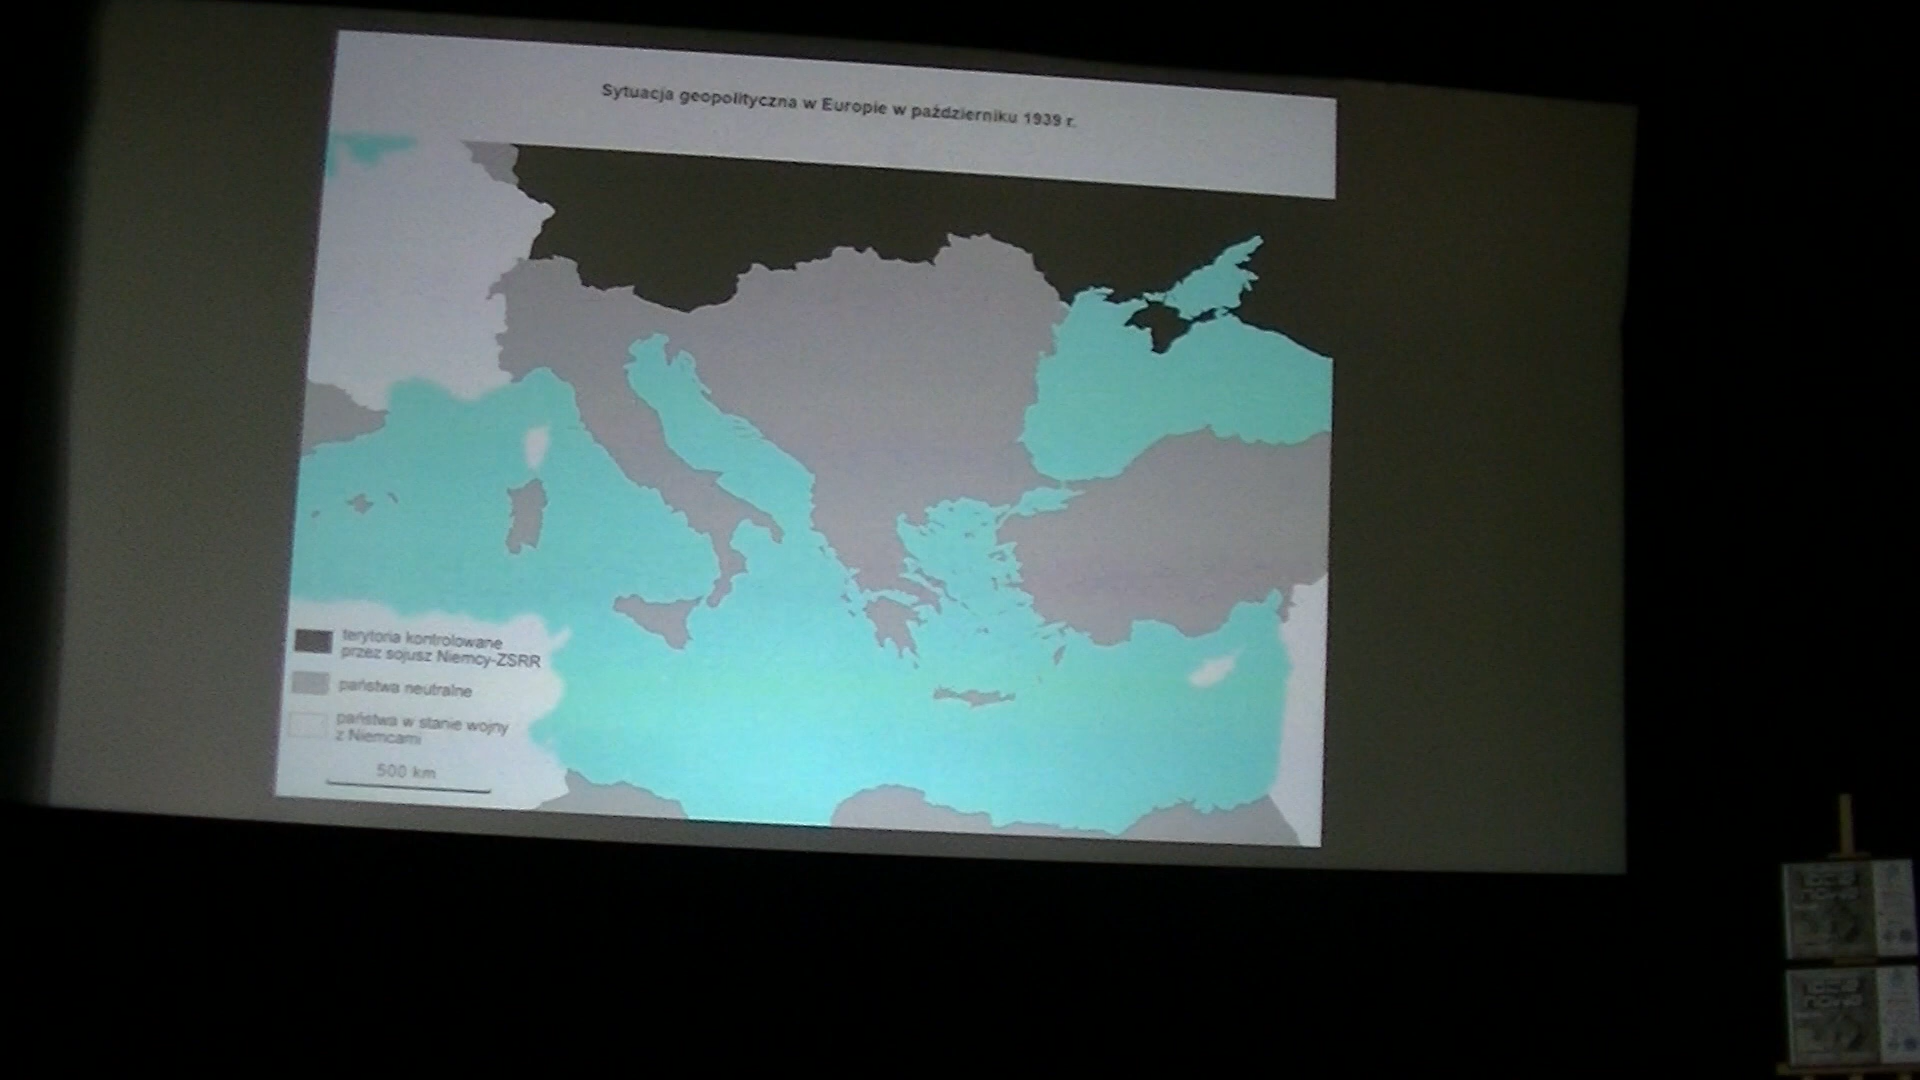 Sytuacja geopolityczna w Europie w październiku 1939 r.
terytoria kontrolowane
przez sojusz Niemcy-ZSRR
państwa neutralne
państwa w stanie wojny
z Niemcami
500 km